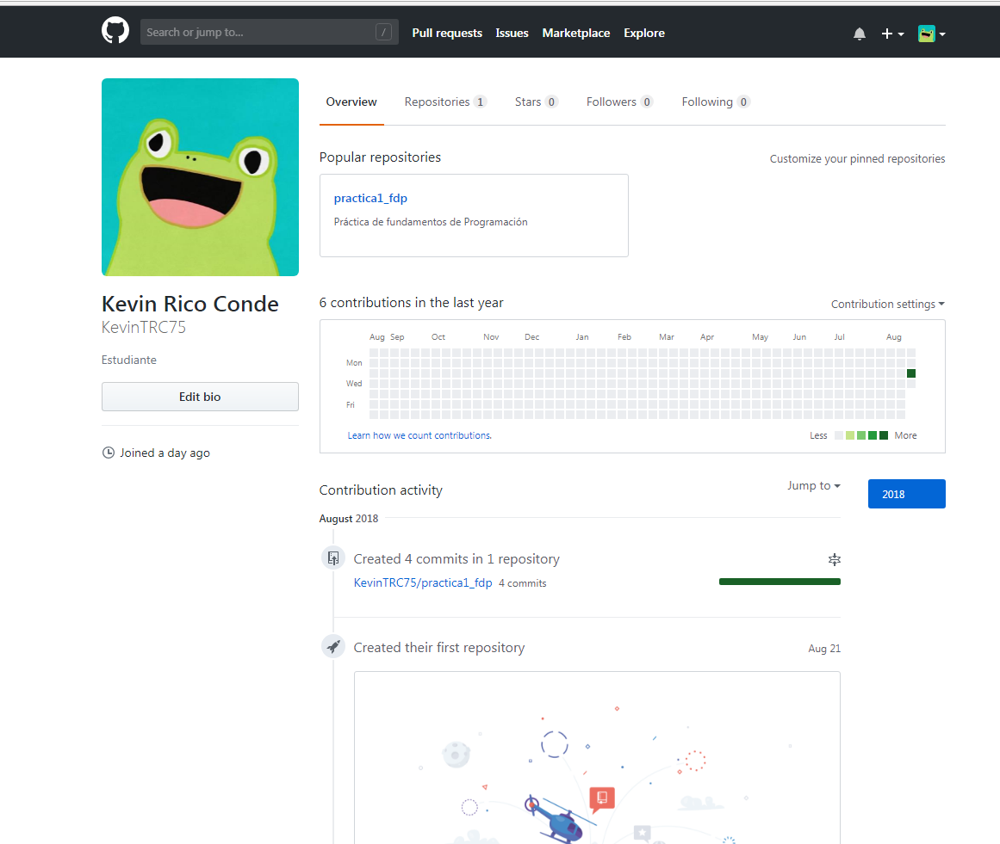 Search or jump to... / Pull requests Issues Marketplace Explore
Overview Repositories 1 Stars 0 Followers 0 Following 0
Popular repositories Customize your pinned repositories
practica1_fdp
Práctica de fundamentos de Programación
Kevin Rico Conde
KevinTRC75
Estudiante
Edit bio
Joined a day ago
6 contributions in the last year Contribution settings
Aug Sep Oct Nov Dec Jan Feb Mar Apr May Jun Jul Aug
Mon
Wed
Fri
Learn how we count contributions. Less More
Contribution activity Jump to 2018
August 2018
Created 4 commits in 1 repository
KevinTRC75/practica1_fdp 4 commits
Created their first repository Aug 21